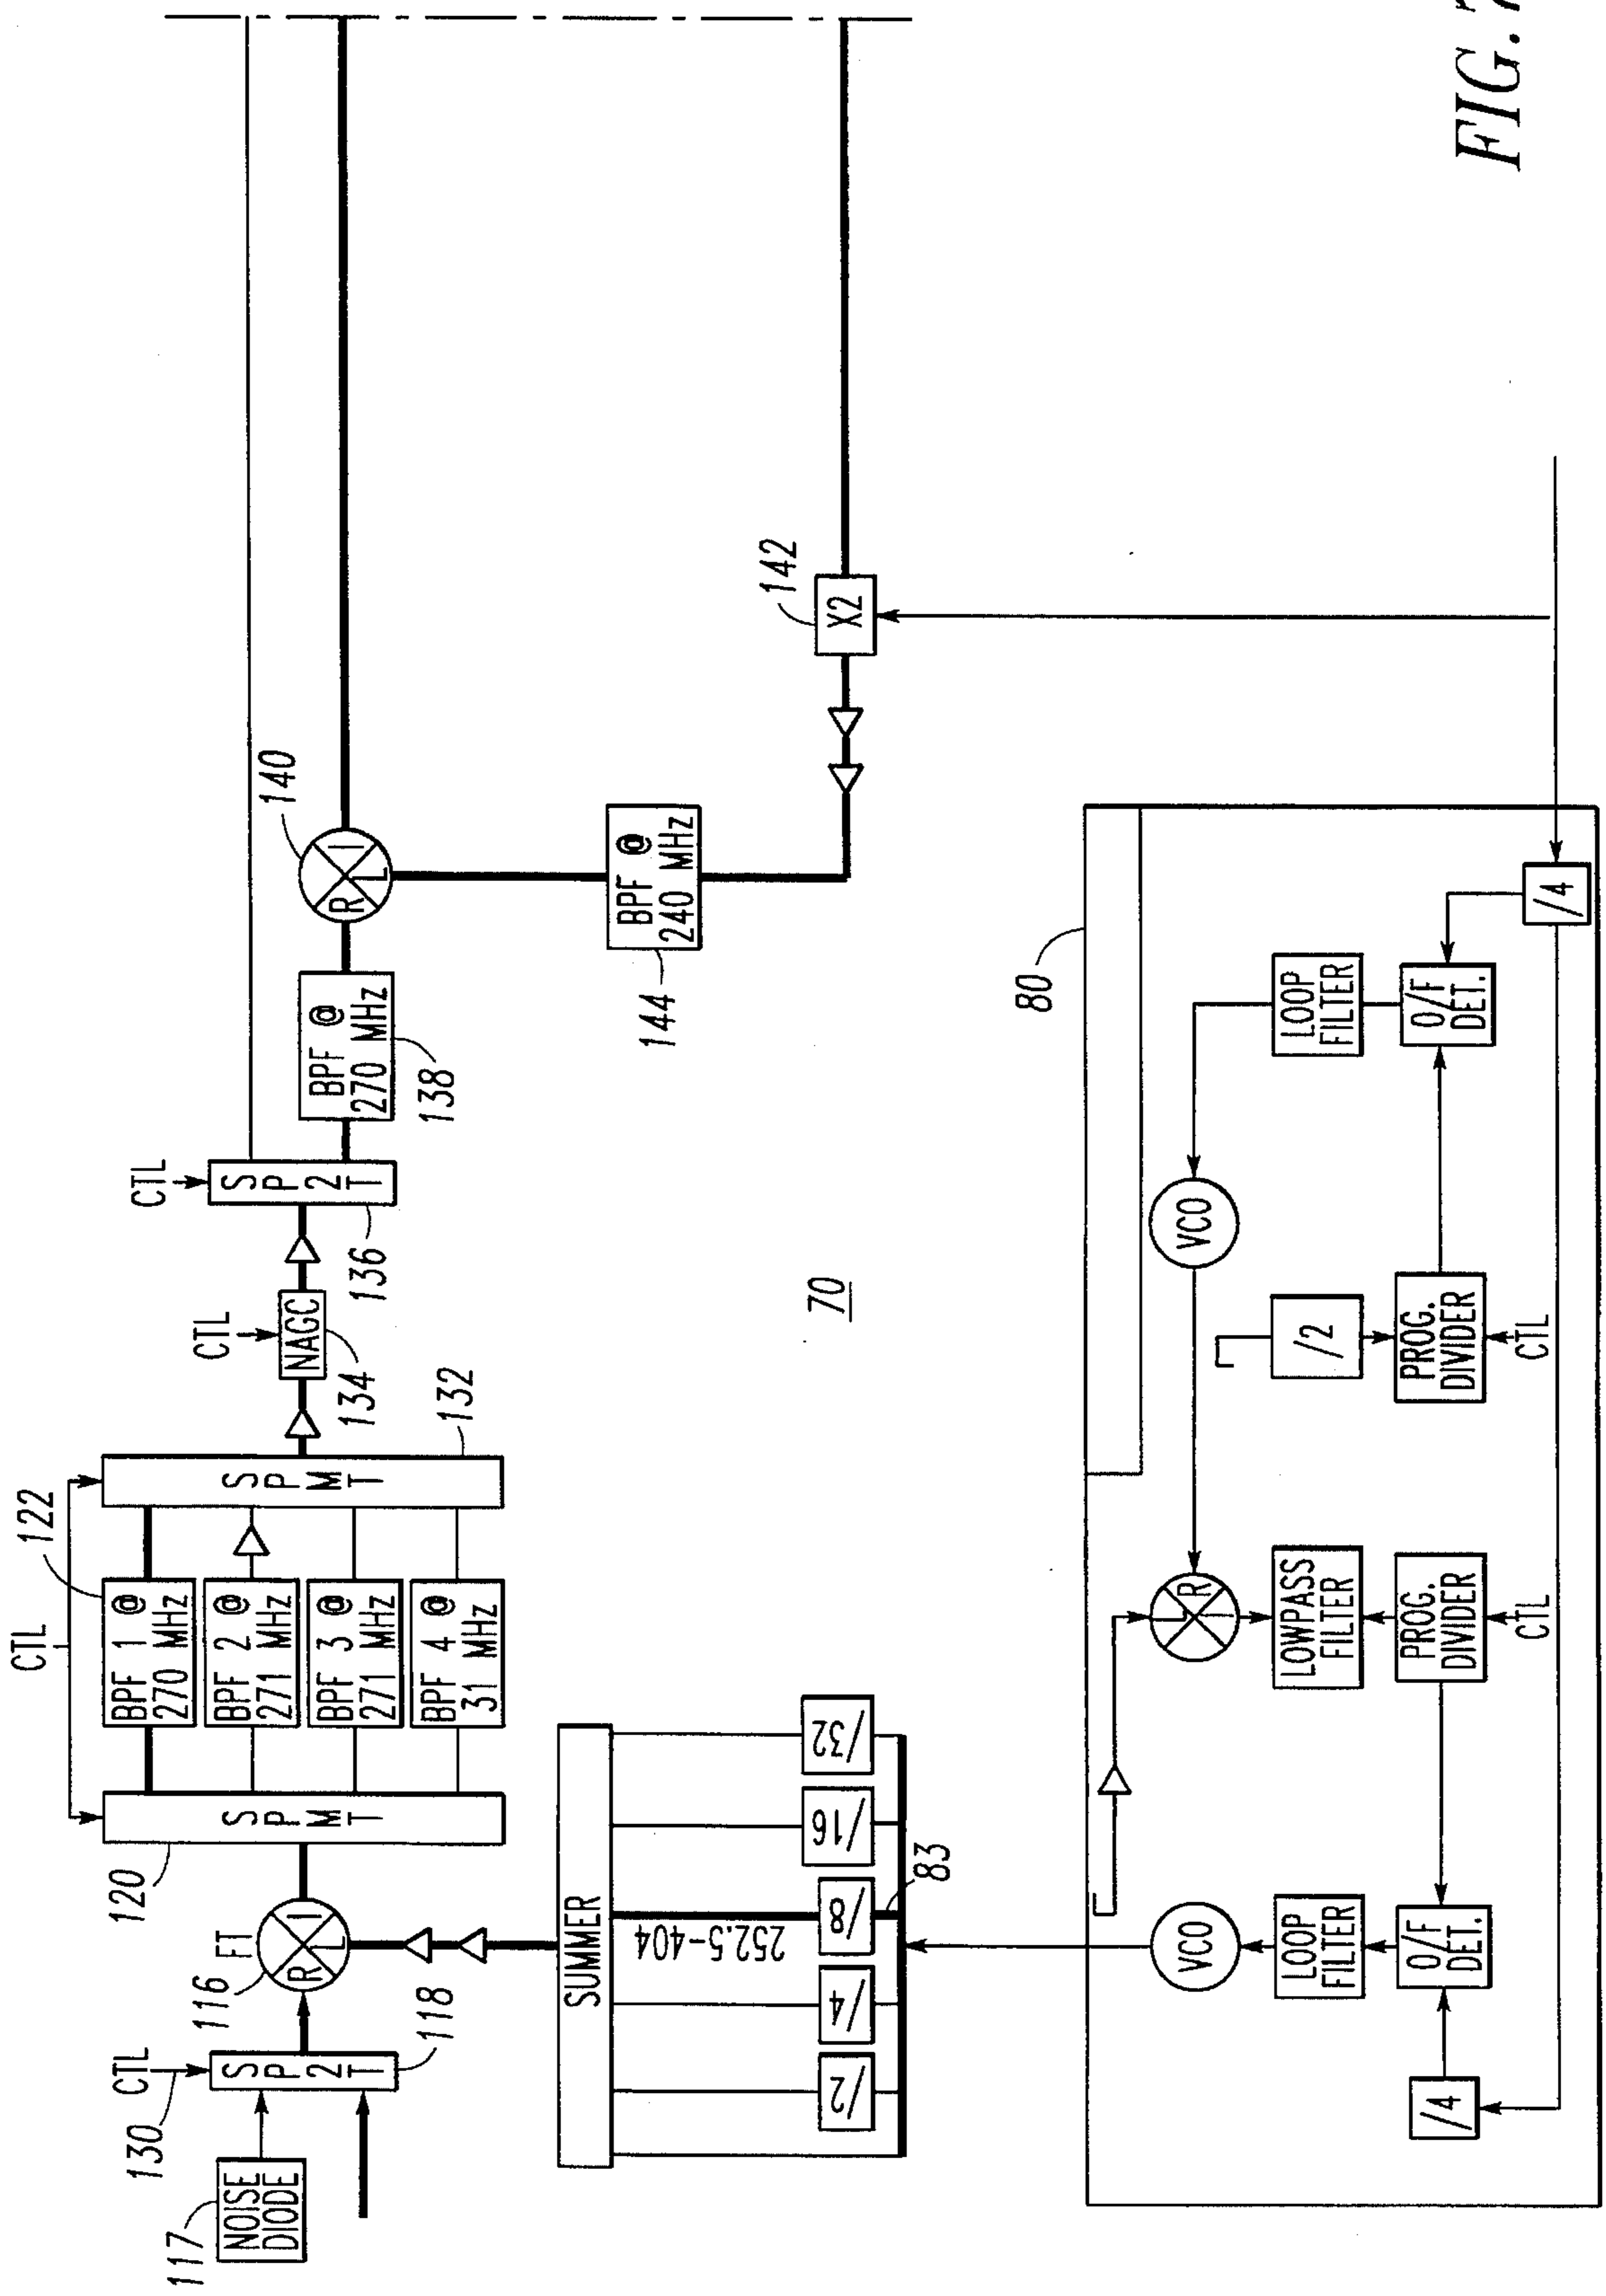 117
NOISE
DIODE
130
CTL
SP2T
118
116
FT
R
I
L
120
CTL
SPMT
122
BPF 1 @
270 MHz
BPF 2 @
271 MHz
BPF 3 @
271 MHz
BPF 4 @
31 MHz
SPMT
132
134
CTL
NAGC
136
CTL
SP2T
BPF @
270 MHz
138
140
R
I
L
BPF @
240 MHz
144
X2
142
SUMMER
252.5-404
/2
/4
/8
/16
/32
83
70
80
VCO
LOOP
FILTER
O/F
DET.
/4
L
R
I
LOWPASS
FILTER
PROG.
DIVIDER
CTL
VCO
/2
PROG.
DIVIDER
CTL
LOOP
FILTER
O/F
DET.
/4
FIG.